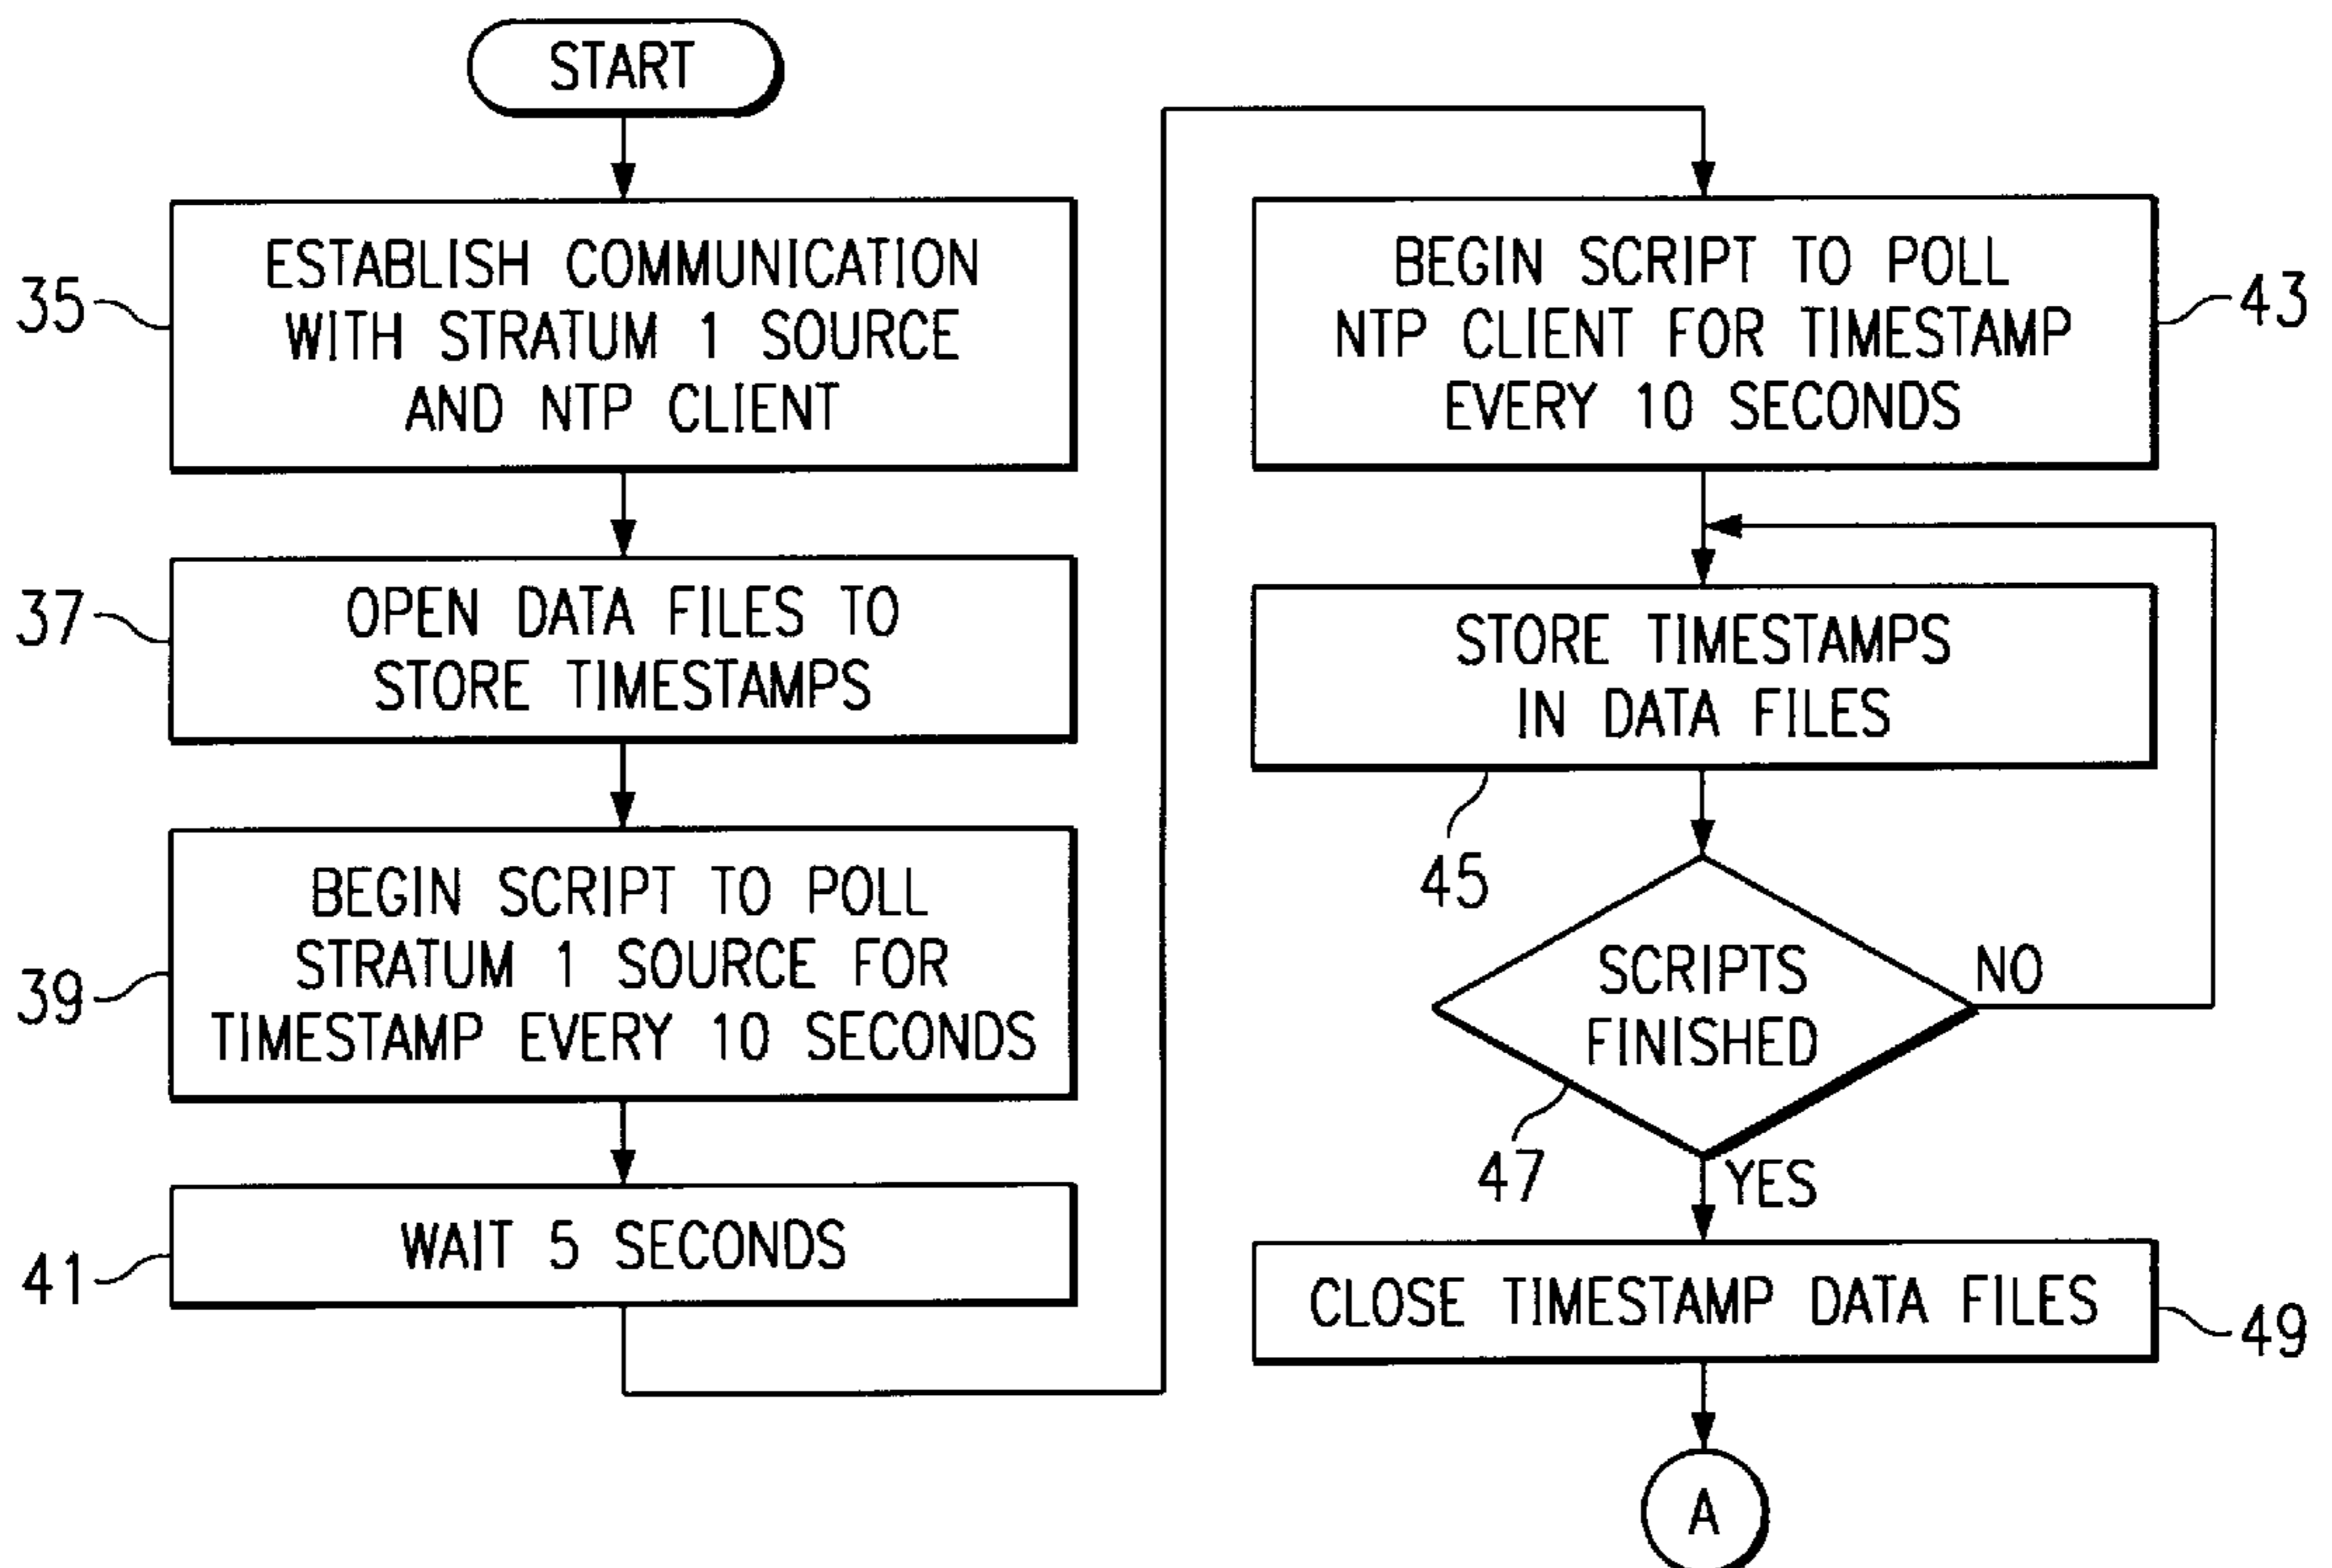 START
35
ESTABLISH COMMUNICATION
WITH STRATUM 1 SOURCE
AND NTP CLIENT
37
OPEN DATA FILES TO
STORE TIMESTAMPS
39
BEGIN SCRIPT TO POLL
STRATUM 1 SOURCE FOR
TIMESTAMP EVERY 10 SECONDS
41
WAIT 5 SECONDS
BEGIN SCRIPT TO POLL
NTP CLIENT FOR TIMESTAMP
EVERY 10 SECONDS
43
STORE TIMESTAMPS
IN DATA FILES
45
SCRIPTS
FINISHED
NO
47
YES
CLOSE TIMESTAMP DATA FILES
49
A